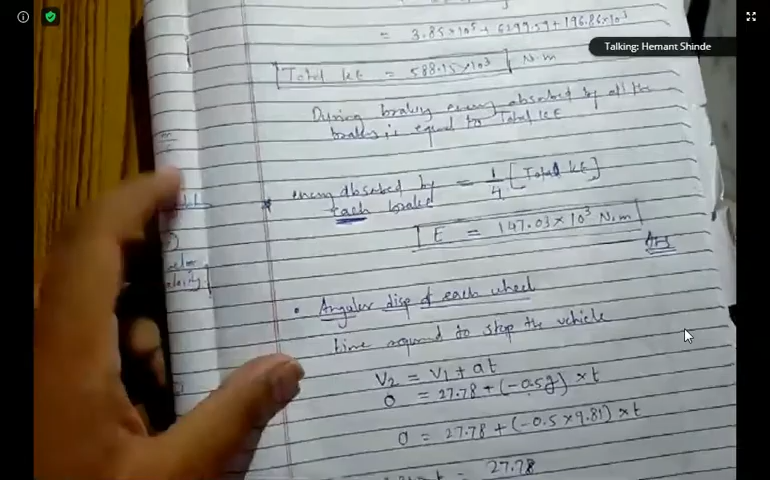 = 3.85×10⁵ + 6299.59 + 196.86×10³
Talking: Hemant Shinde
Total KE = 588.15×10³ N.m
During braking energy absorbed by all the
brakes is equal to Total KE
* energy absorbed by each brake = 1/4 [Total KE]
E = 147.03×10³ N.m
Ans
• Angular disp of each wheel
time required to stop the vehicle
V₂ = V₁ + at
0 = 27.78 + (-0.5g) × t
0 = 27.78 + (-0.5×9.81) × t
27.78